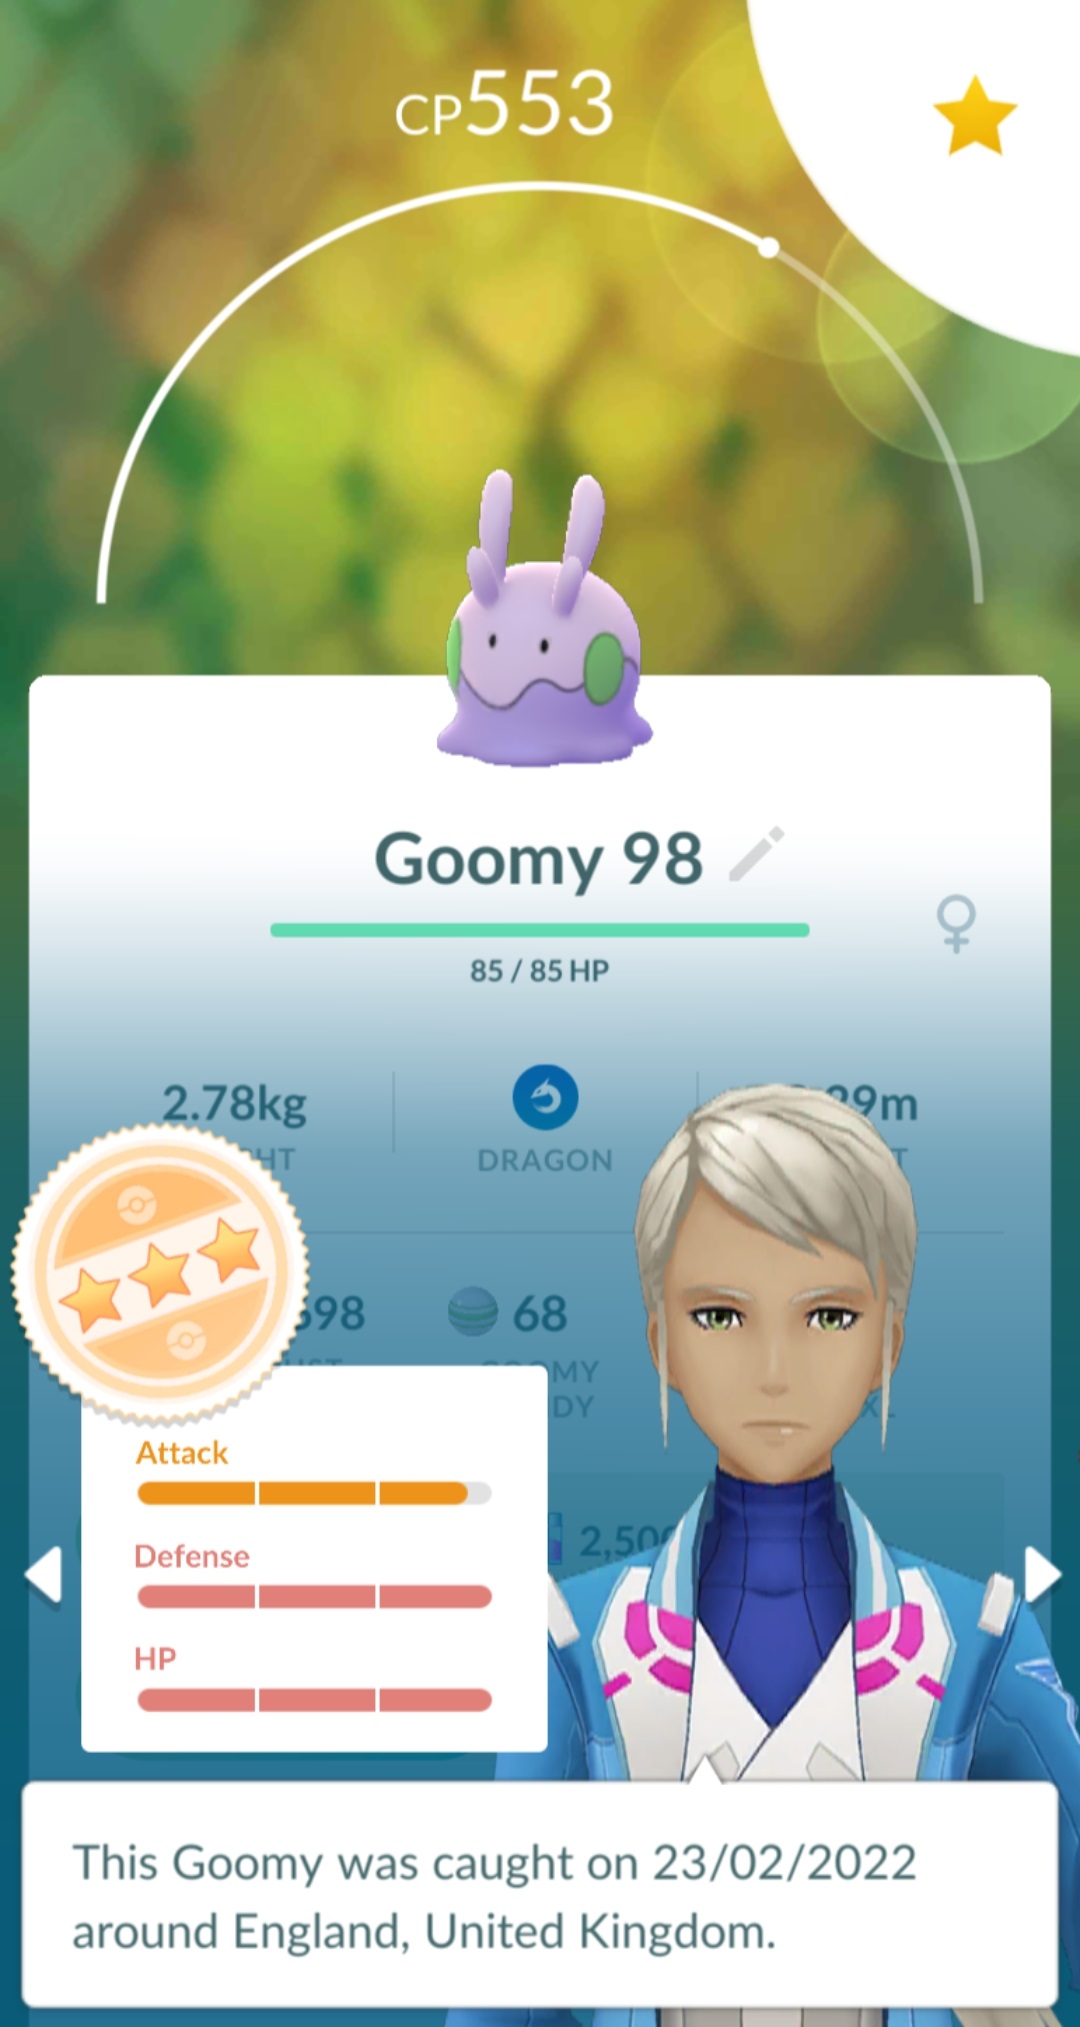 CP553
Goomy 98
85 / 85 HP
2.78kg
DRAGON
68
Attack
Defense
HP
This Goomy was caught on 23/02/2022
around England, United Kingdom.